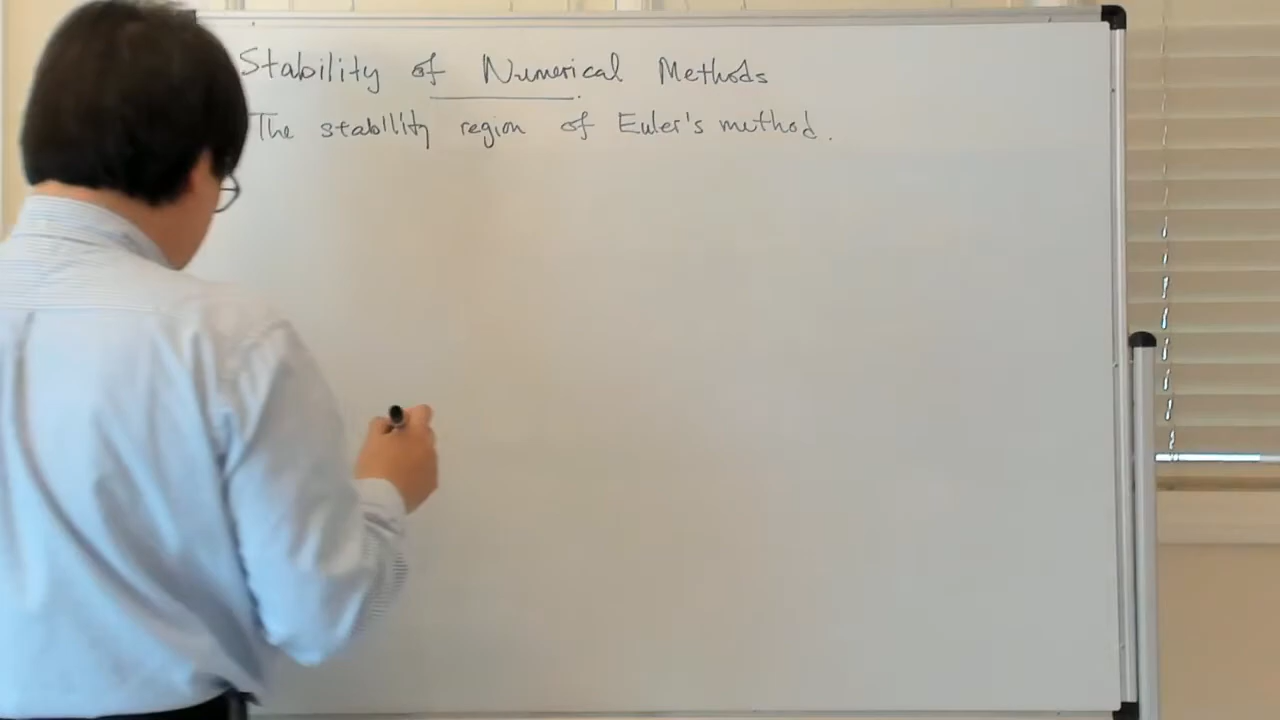 Stability of Numerical Methods
The stability region of Euler's method.